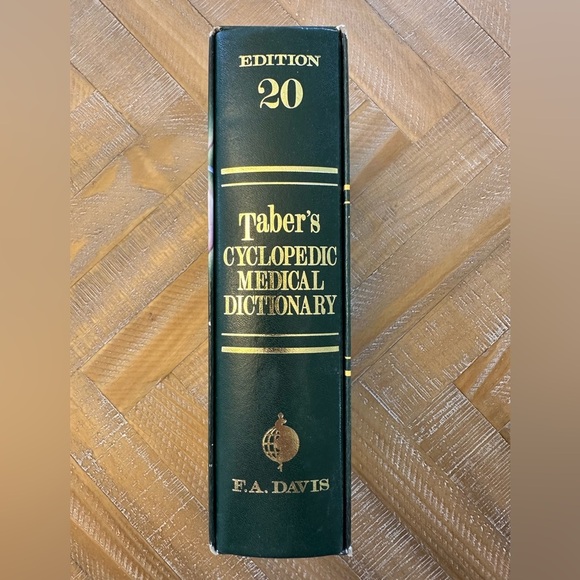 EDITION
20
Taber's
CYCLOPEDIC
MEDICAL
DICTIONARY
F.A. DAVIS